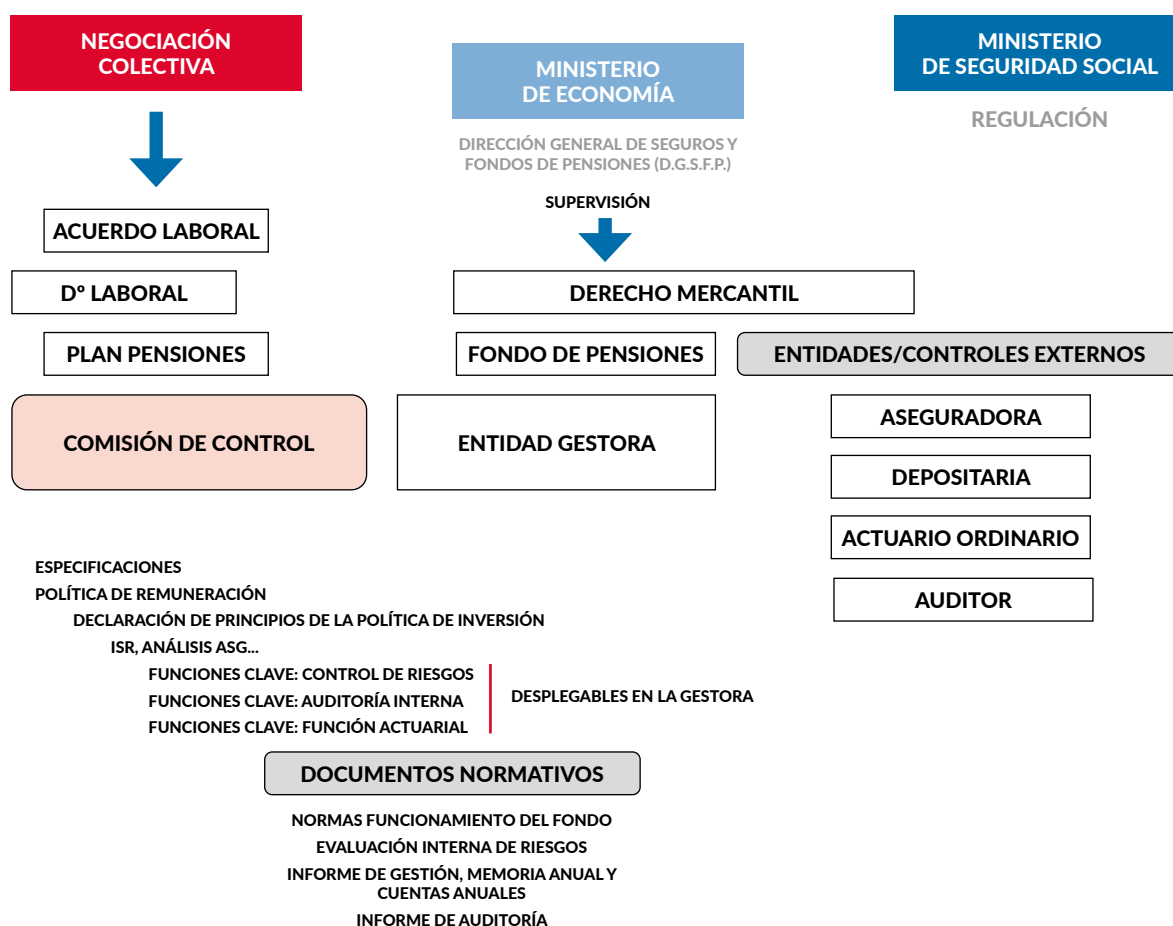 NEGOCIACIÓN
COLECTIVA
MINISTERIO
DE ECONOMÍA
MINISTERIO
DE SEGURIDAD SOCIAL
REGULACIÓN
DIRECCIÓN GENERAL DE SEGUROS Y
FONDOS DE PENSIONES (D.G.S.F.P.)
SUPERVISIÓN
ACUERDO LABORAL
Dº LABORAL
DERECHO MERCANTIL
PLAN PENSIONES
FONDO DE PENSIONES
ENTIDADES/CONTROLES EXTERNOS
COMISIÓN DE CONTROL
ENTIDAD GESTORA
ASEGURADORA
DEPOSITARIA
ACTUARIO ORDINARIO
AUDITOR
ESPECIFICACIONES
POLÍTICA DE REMUNERACIÓN
DECLARACIÓN DE PRINCIPIOS DE LA POLÍTICA DE INVERSIÓN
ISR, ANÁLISIS ASG...
FUNCIONES CLAVE: CONTROL DE RIESGOS
FUNCIONES CLAVE: AUDITORÍA INTERNA
FUNCIONES CLAVE: FUNCIÓN ACTUARIAL
DESPLEGABLES EN LA GESTORA
DOCUMENTOS NORMATIVOS
NORMAS FUNCIONAMIENTO DEL FONDO
EVALUACIÓN INTERNA DE RIESGOS
INFORME DE GESTIÓN, MEMORIA ANUAL Y
CUENTAS ANUALES
INFORME DE AUDITORÍA